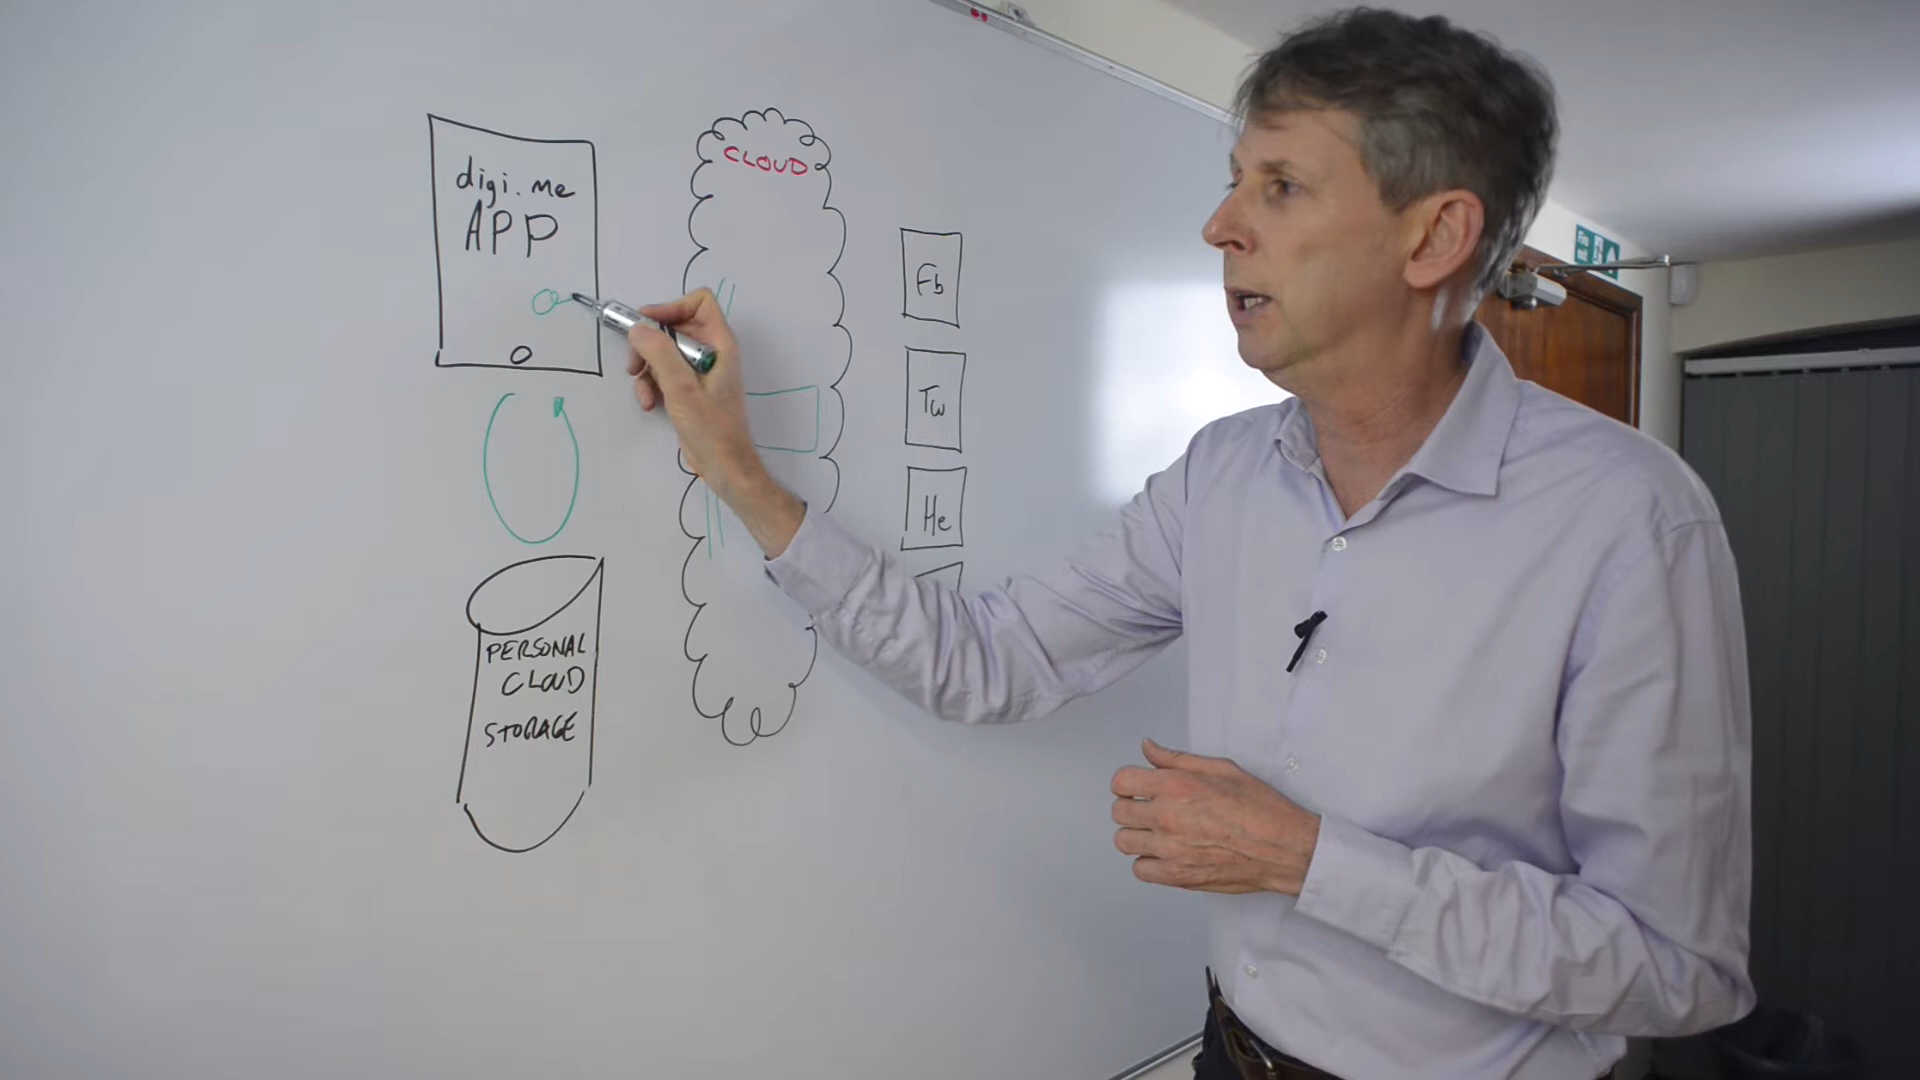 digi.me
APP
CLOUD
Fb
Tw
He
PERSONAL
CLOUD
STORAGE